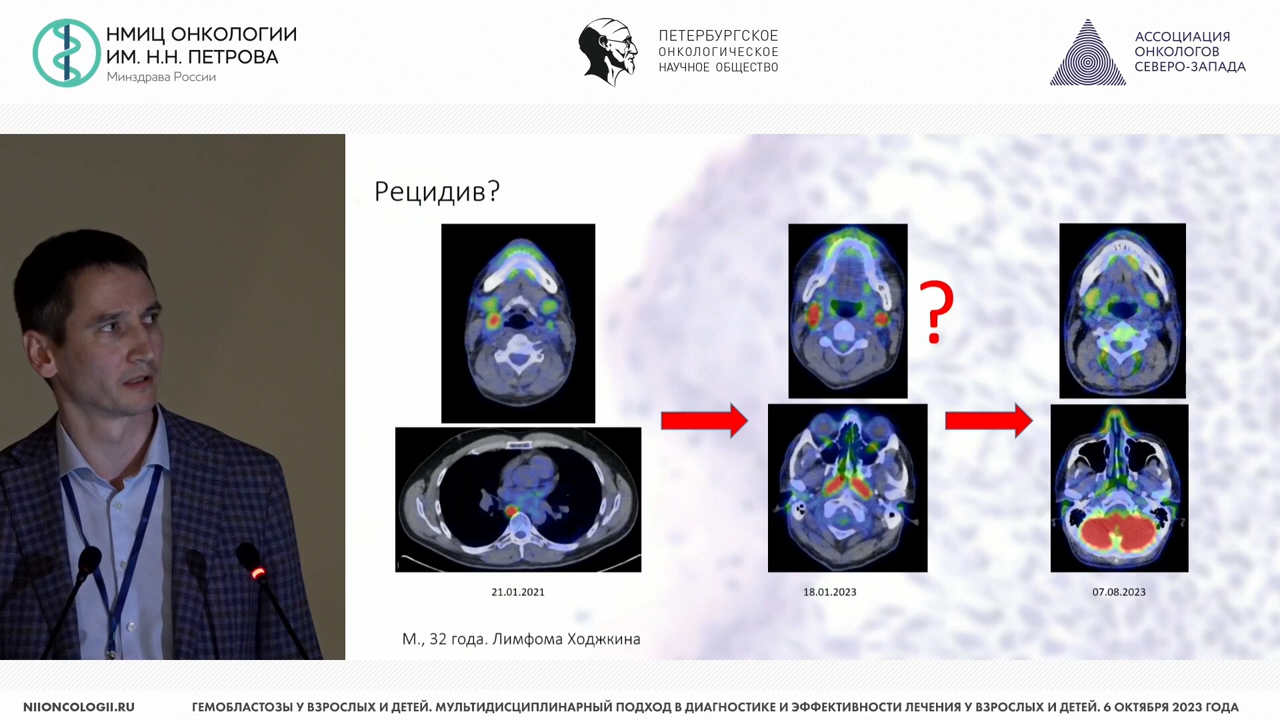 НМИЦ ОНКОЛОГИИ
ИМ. Н.Н. ПЕТРОВА
Минздрава России
ПЕТЕРБУРГСКОЕ
ОНКОЛОГИЧЕСКОЕ
НАУЧНОЕ ОБЩЕСТВО
АССОЦИАЦИЯ
ОНКОЛОГОВ
СЕВЕРО-ЗАПАДА
Рецидив?
?
21.01.2021
18.01.2023
07.08.2023
М., 32 года. Лимфома Ходжкина
NIIONCOLOGII.RU
ГЕМОБЛАСТОЗЫ У ВЗРОСЛЫХ И ДЕТЕЙ. МУЛЬТИДИСЦИПЛИНАРНЫЙ ПОДХОД В ДИАГНОСТИКЕ И ЭФФЕКТИВНОСТИ ЛЕЧЕНИЯ У ВЗРОСЛЫХ И ДЕТЕЙ. 6 ОКТЯБРЯ 2023 ГОДА